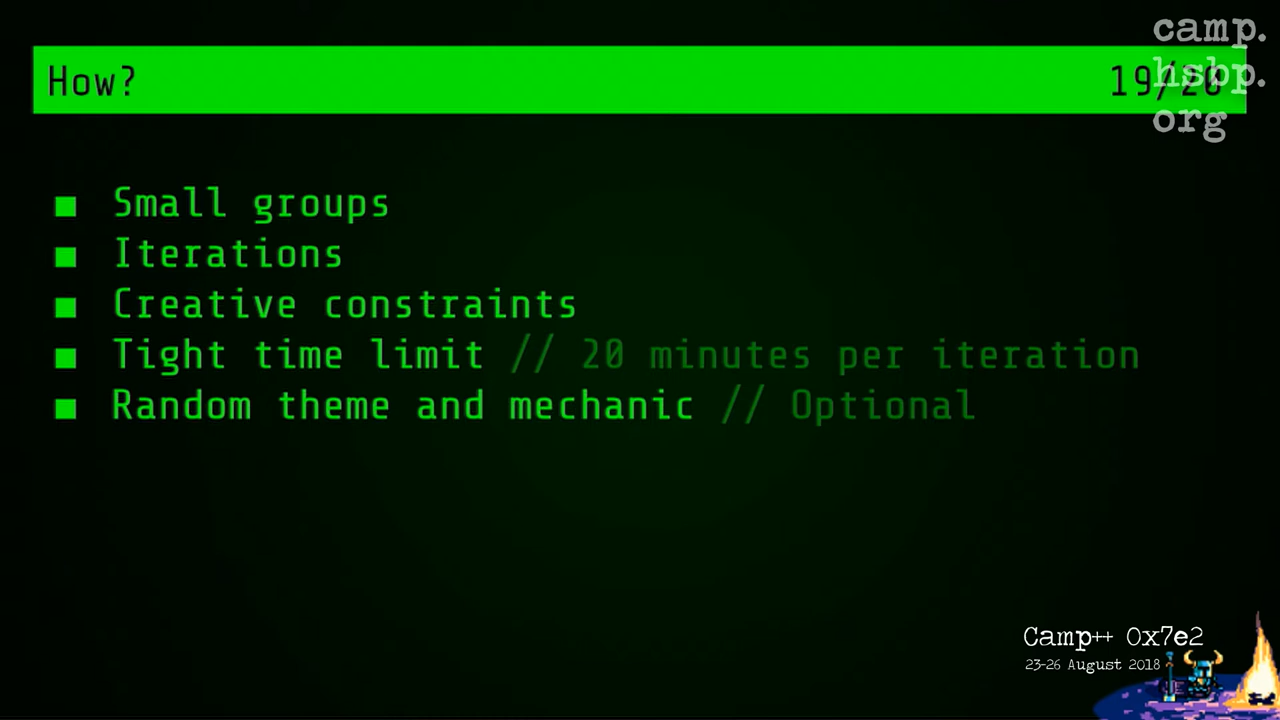 How? 19/20
camp.
hsbp.
org
■ Small groups
■ Iterations
■ Creative constraints
■ Tight time limit // 20 minutes per iteration
■ Random theme and mechanic // Optional
Camp++ 0x7e2
23-26 August 2018